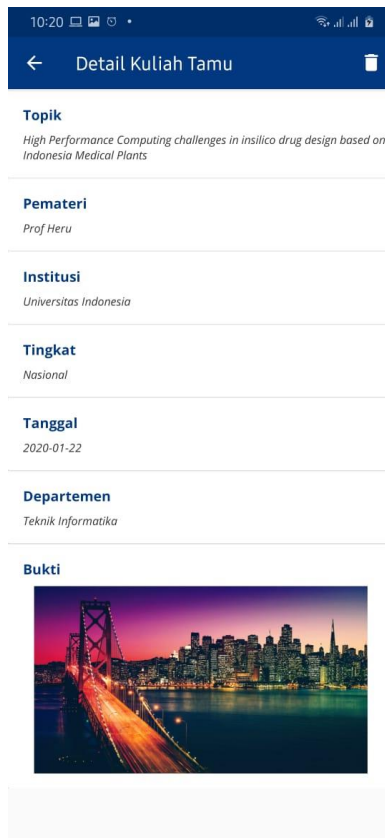 10:20
Detail Kuliah Tamu
Topik
High Performance Computing challenges in insilico drug design based on
Indonesia Medical Plants
Pemateri
Prof Heru
Institusi
Universitas Indonesia
Tingkat
Nasional
Tanggal
2020-01-22
Departemen
Teknik Informatika
Bukti